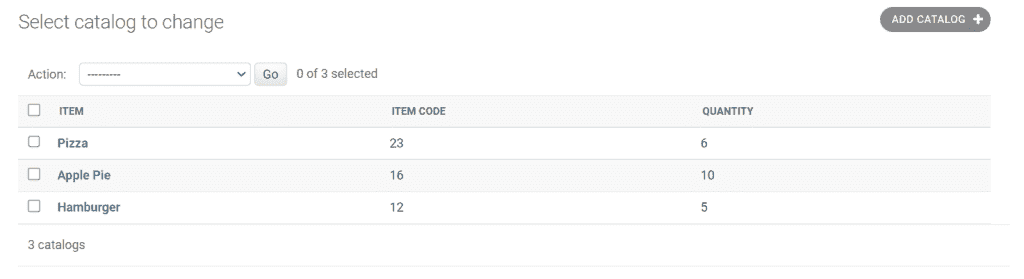 Select catalog to change
ADD CATALOG +
Action: --------- Go 0 of 3 selected
ITEM ITEM CODE QUANTITY
Pizza 23 6
Apple Pie 16 10
Hamburger 12 5
3 catalogs